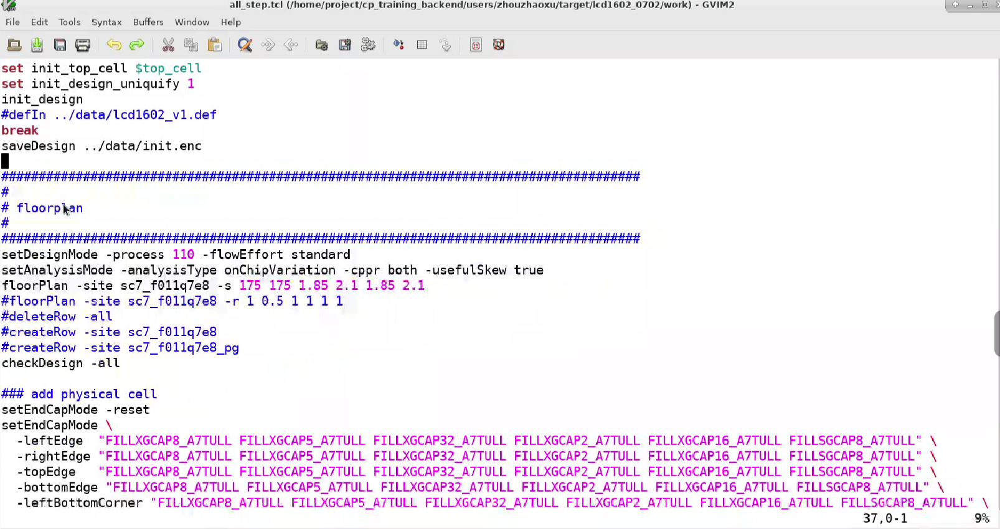 all_step.tcl (/home/project/cp_training_backend/users/zhouzhaoxu/target/lcd1602_0702/work) - GVIM2
File Edit Tools Syntax Buffers Window Help
set init_top_cell $top_cell
set init_design_uniquify 1
init_design
#defIn ../data/lcd1602_v1.def
break
saveDesign ../data/init.enc
######################################################################################
#
# floorplan
#
######################################################################################
setDesignMode -process 110 -flowEffort standard
setAnalysisMode -analysisType onChipVariation -cppr both -usefulSkew true
floorPlan -site sc7_f011q7e8 -s 175 175 1.85 2.1 1.85 2.1
#floorPlan -site sc7_f011q7e8 -r 1 0.5 1 1 1 1
#deleteRow -all
#createRow -site sc7_f011q7e8
#createRow -site sc7_f011q7e8_pg
checkDesign -all
### add physical cell
setEndCapMode -reset
setEndCapMode \
-leftEdge "FILLXGCAP8_A7TULL FILLXGCAP5_A7TULL FILLXGCAP32_A7TULL FILLXGCAP2_A7TULL FILLXGCAP16_A7TULL FILLSGCAP8_A7TULL" \
-rightEdge "FILLXGCAP8_A7TULL FILLXGCAP5_A7TULL FILLXGCAP32_A7TULL FILLXGCAP2_A7TULL FILLXGCAP16_A7TULL FILLSGCAP8_A7TULL" \
-topEdge "FILLXGCAP8_A7TULL FILLXGCAP5_A7TULL FILLXGCAP32_A7TULL FILLXGCAP2_A7TULL FILLXGCAP16_A7TULL FILLSGCAP8_A7TULL" \
-bottomEdge "FILLXGCAP8_A7TULL FILLXGCAP5_A7TULL FILLXGCAP32_A7TULL FILLXGCAP2_A7TULL FILLXGCAP16_A7TULL FILLSGCAP8_A7TULL" \
-leftBottomCorner "FILLXGCAP8_A7TULL FILLXGCAP5_A7TULL FILLXGCAP32_A7TULL FILLXGCAP2_A7TULL FILLXGCAP16_A7TULL FILLSGCAP8_A7TULL" \
37,0-1 9%